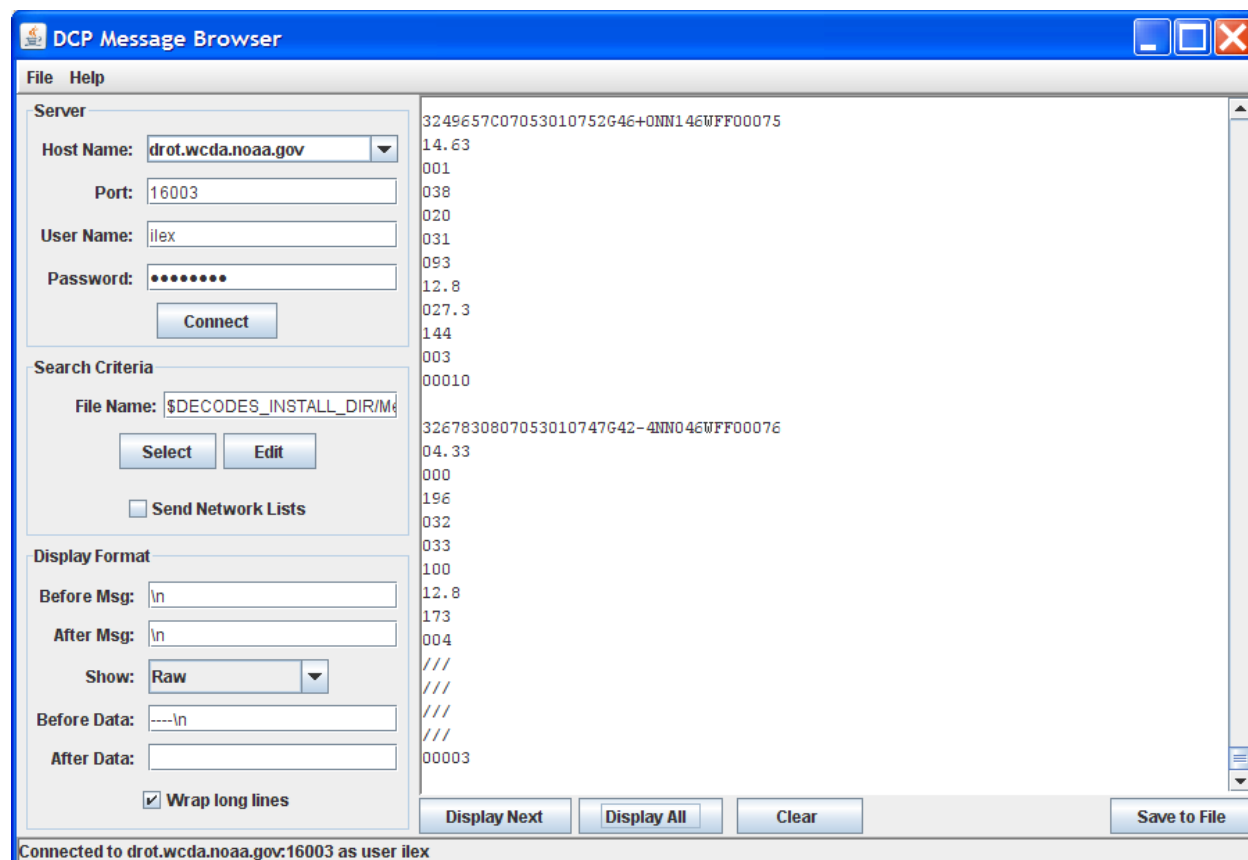 DCP Message Browser
File Help
Server
Host Name: drot.wcda.noaa.gov
Port: 16003
User Name: ilex
Password: ••••••••
Connect
Search Criteria
File Name: $DECODES_INSTALL_DIR/Me
Select Edit
Send Network Lists
Display Format
Before Msg: \n
After Msg: \n
Show: Raw
Before Data: ----\n
After Data:
Wrap long lines
3249657C07053010752G46+0NN146WFF00075
14.63
001
038
020
031
093
12.8
027.3
144
003
00010
3267830807053010747G42-4NN046WFF00076
04.33
000
196
032
033
100
12.8
173
004
///
///
///
///
00003
Display Next Display All Clear Save to File
Connected to drot.wcda.noaa.gov:16003 as user ilex